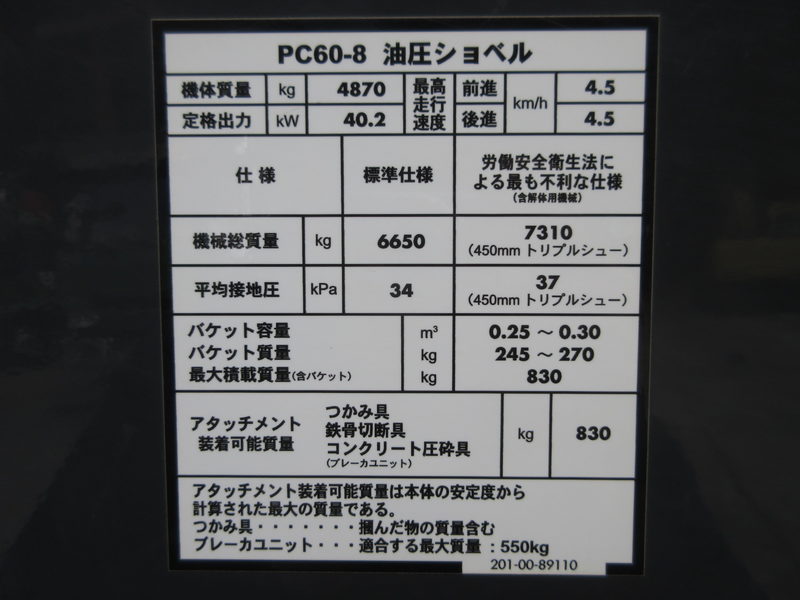 PC60-8 油圧ショベル
機体質量 kg 4870 最高走行速度 前進 km/h 4.5
定格出力 kW 40.2 後進 4.5
仕様 標準仕様 労働安全衛生法による最も不利な仕様(含解体用機械)
機械総質量 kg 6650 7310
(450mm トリプルシュー)
平均接地圧 kPa 34 37
(450mm トリプルシュー)
バケット容量 m³ 0.25 ～ 0.30
バケット質量 kg 245 ～ 270
最大積載質量(含バケット) kg 830
アタッチメント装着可能質量 つかみ具
鉄骨切断具
コンクリート圧砕具
(ブレーカユニット)
kg 830
アタッチメント装着可能質量は本体の安定度から
計算された最大の質量である。
つかみ具・・・・・・・掴んだ物の質量含む
ブレーカユニット・・・適合する最大質量 : 550kg
201-00-89110